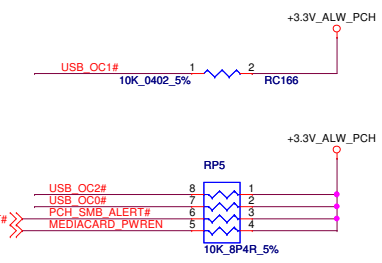 +3.3V_ALW_PCH
USB_OC1#
1
2
10K_0402_5%
RC166
+3.3V_ALW_PCH
RP5
USB_OC2#
8
1
USB_OC0#
7
2
#
PCH_SMB_ALERT#
6
3
MEDIACARD_PWREN
5
4
10K_8P4R_5%